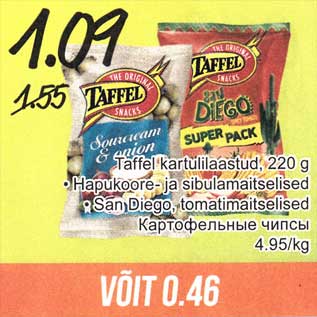 1.09
1.55
THE ORIGINAL
TAFFEL
SNACKS
Sourcream
& onion
THE ORIGINAL
TAFFEL
SNACKS
SAN
DIEGO
SUPER PACK
Taffel kartulilaastud, 220 g
• Hapukoore- ja sibulamaitselised
• San Diego, tomatimaitselised
Картофельные чипсы
4.95/kg
VÕIT 0.46